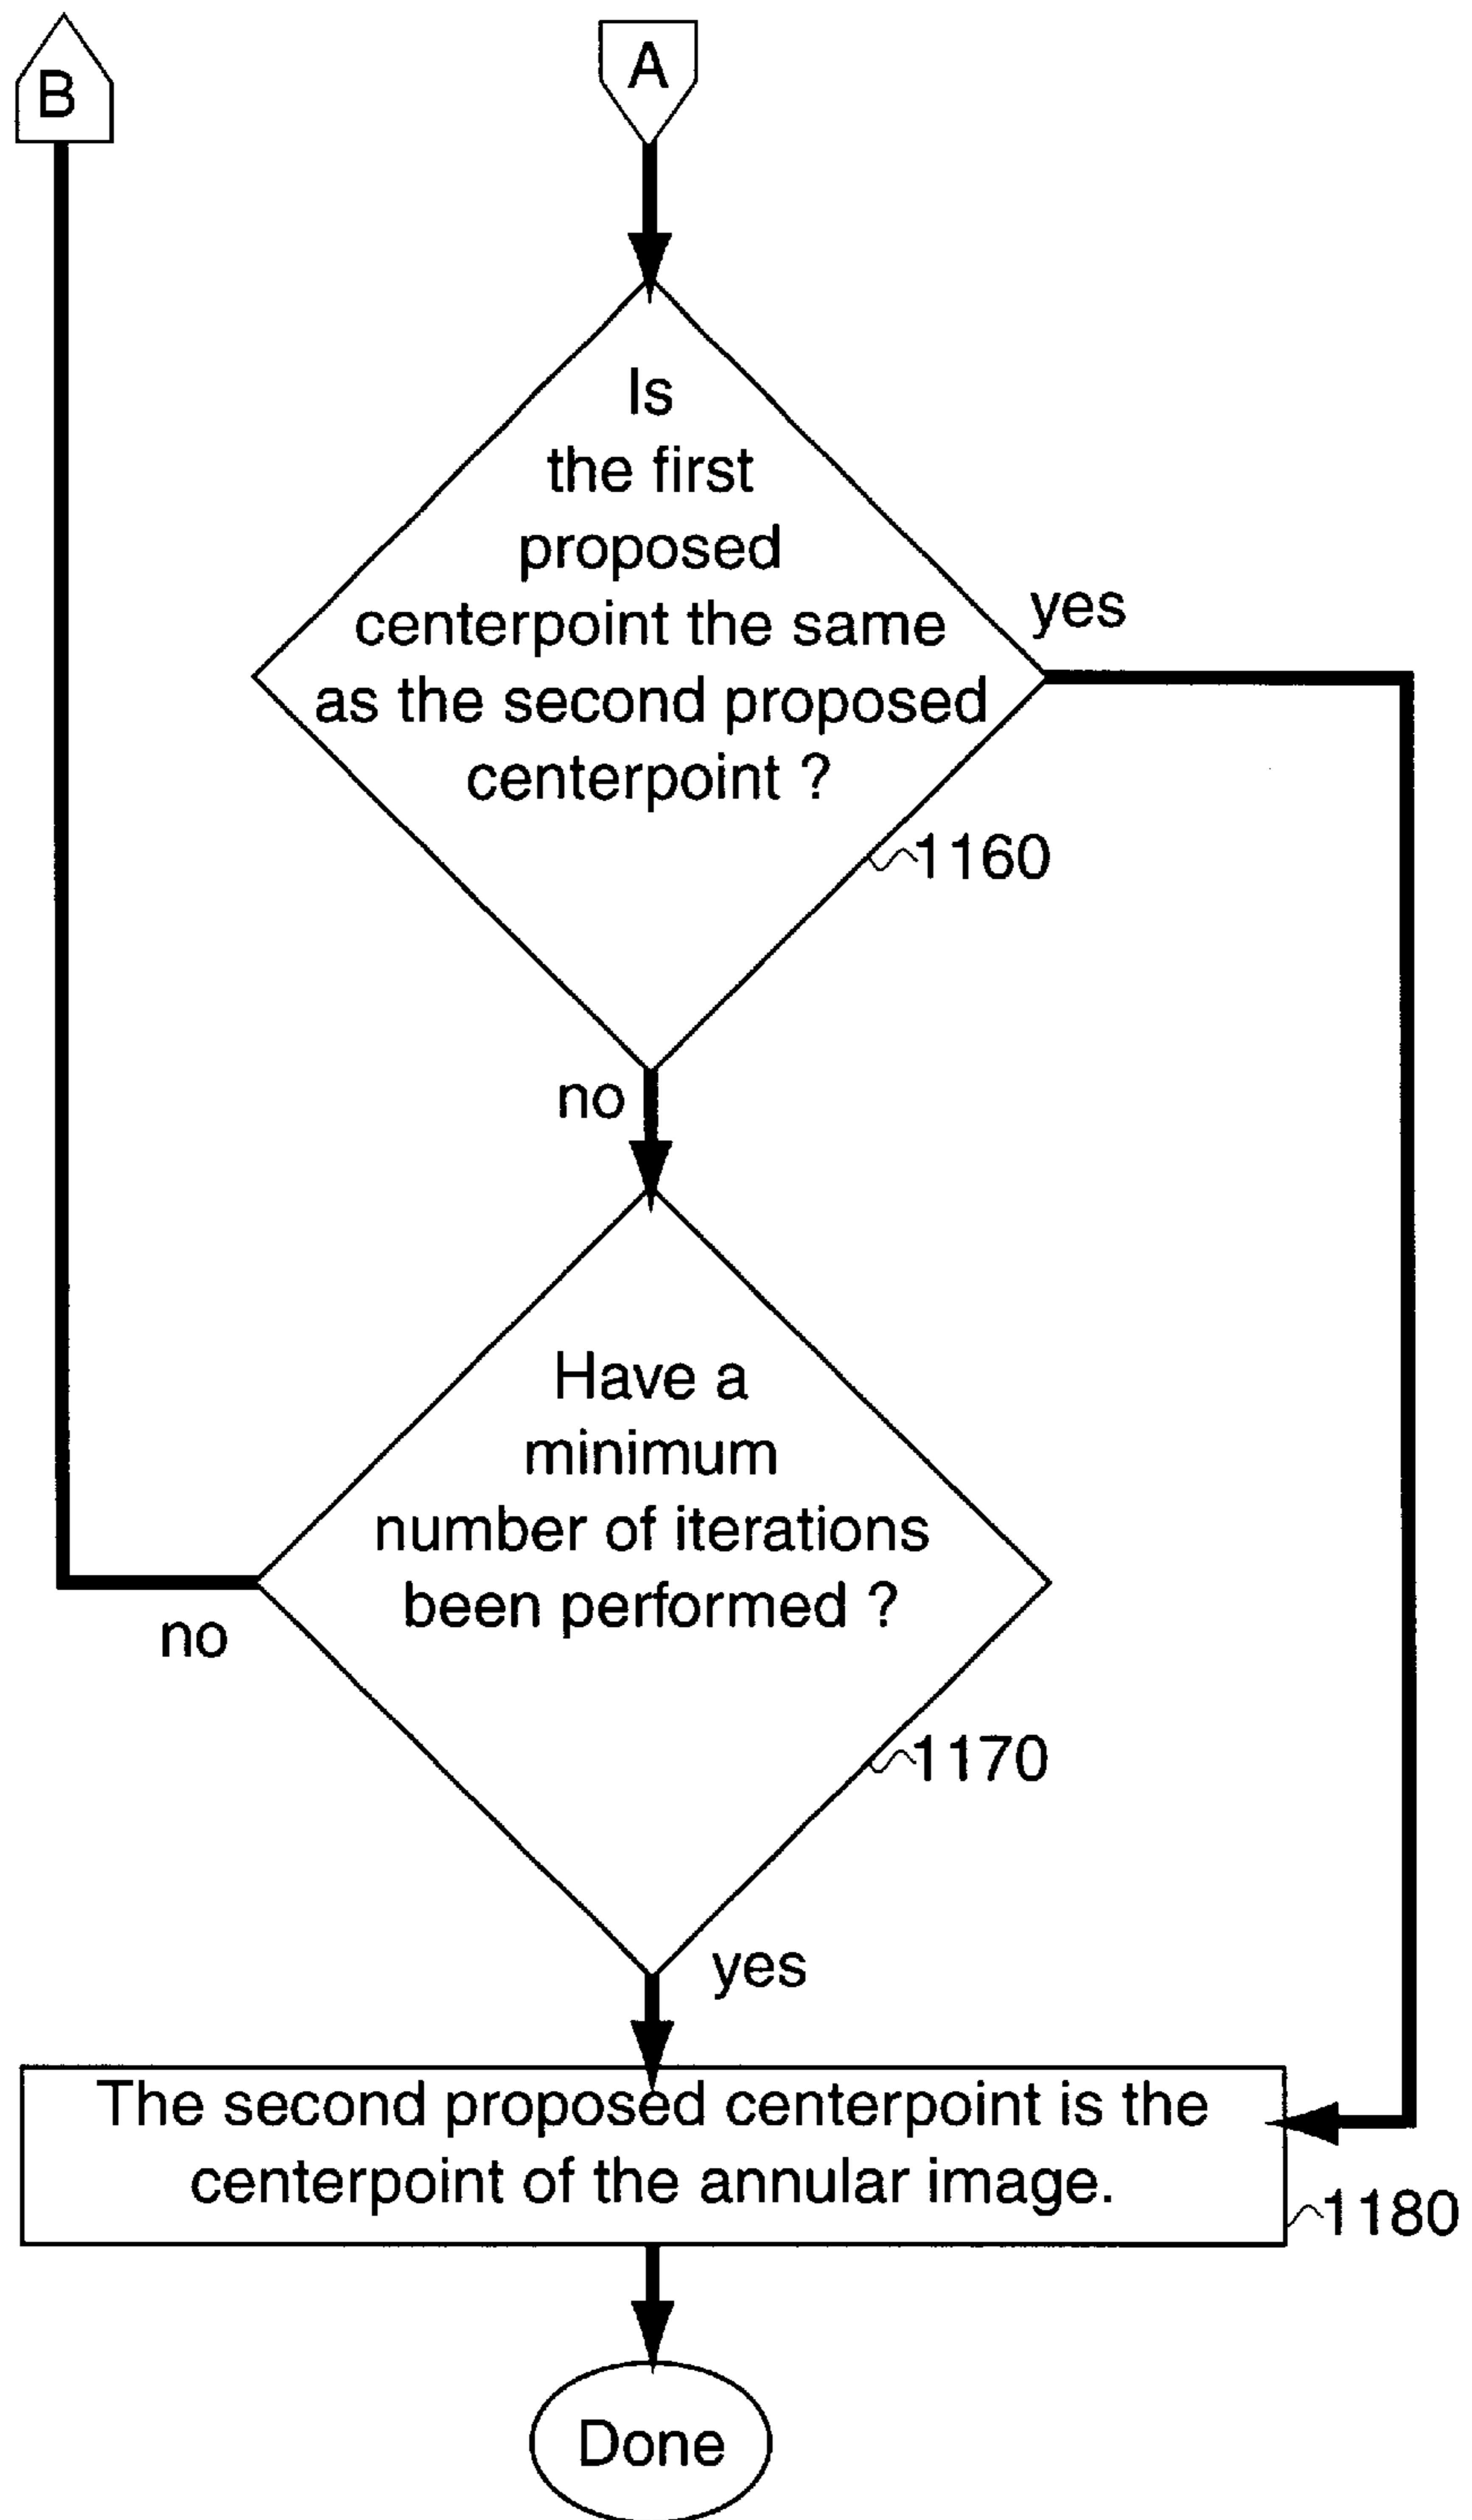 B
A
Is
the first
proposed
centerpoint the same
as the second proposed
centerpoint ?
yes
1160
no
Have a
minimum
number of iterations
been performed ?
no
1170
yes
The second proposed centerpoint is the
centerpoint of the annular image.
1180
Done